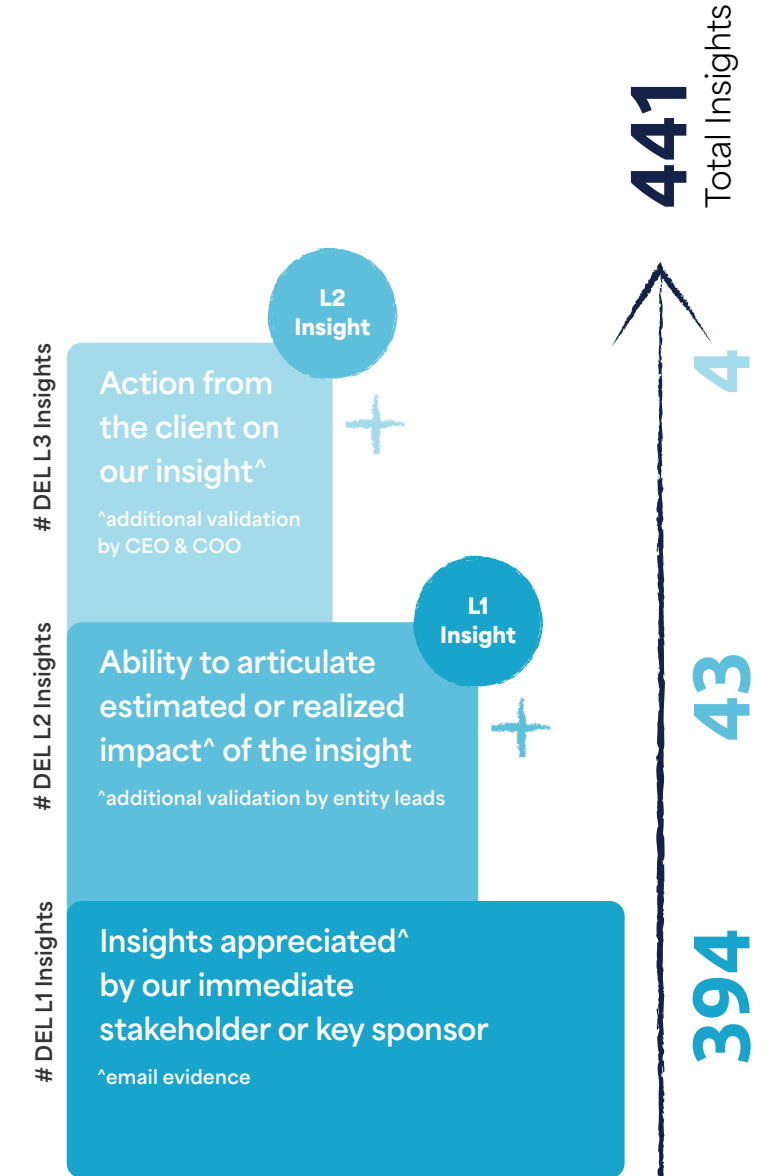 441
Total Insights
L2
Insight
# DEL L3 Insights
Action from
the client on
our insight^
^additional validation
by CEO & COO
4
L1
Insight
# DEL L2 Insights
Ability to articulate
estimated or realized
impact^ of the insight
^additional validation by entity leads
43
# DEL L1 Insights
Insights appreciated^
by our immediate
stakeholder or key sponsor
^email evidence
394